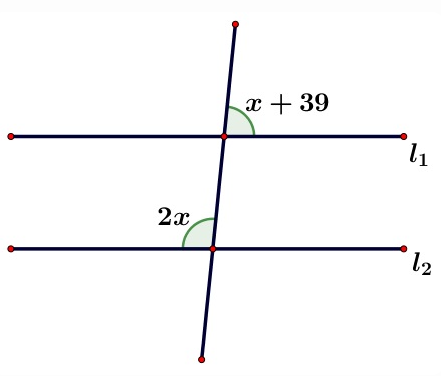 x + 39
l₁
2x
l₂